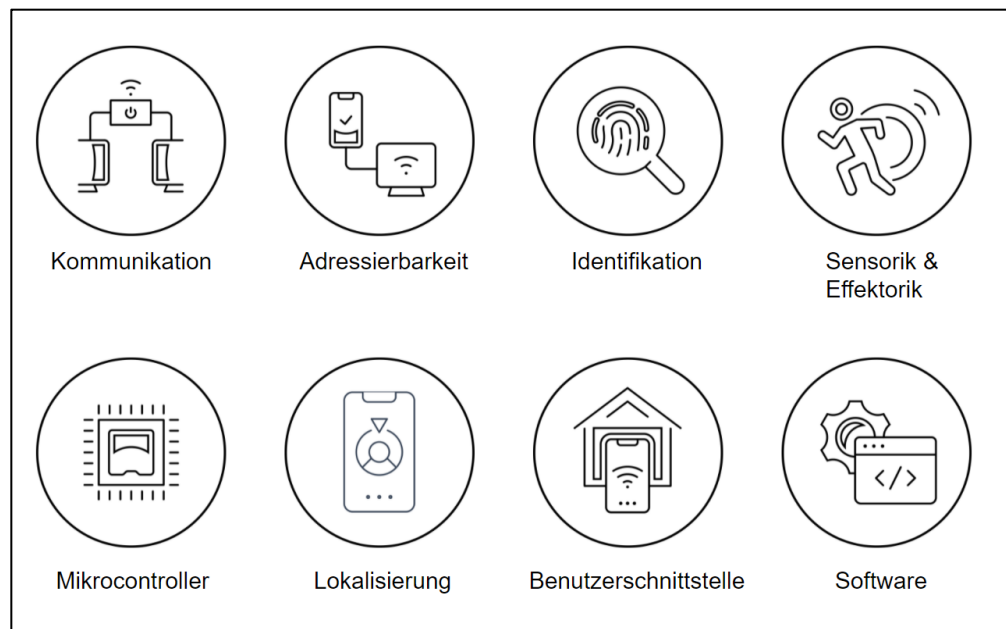 Kommunikation
Adressierbarkeit
Identifikation
Sensorik &
Effektorik
Mikrocontroller
Lokalisierung
Benutzerschnittstelle
</>
Software